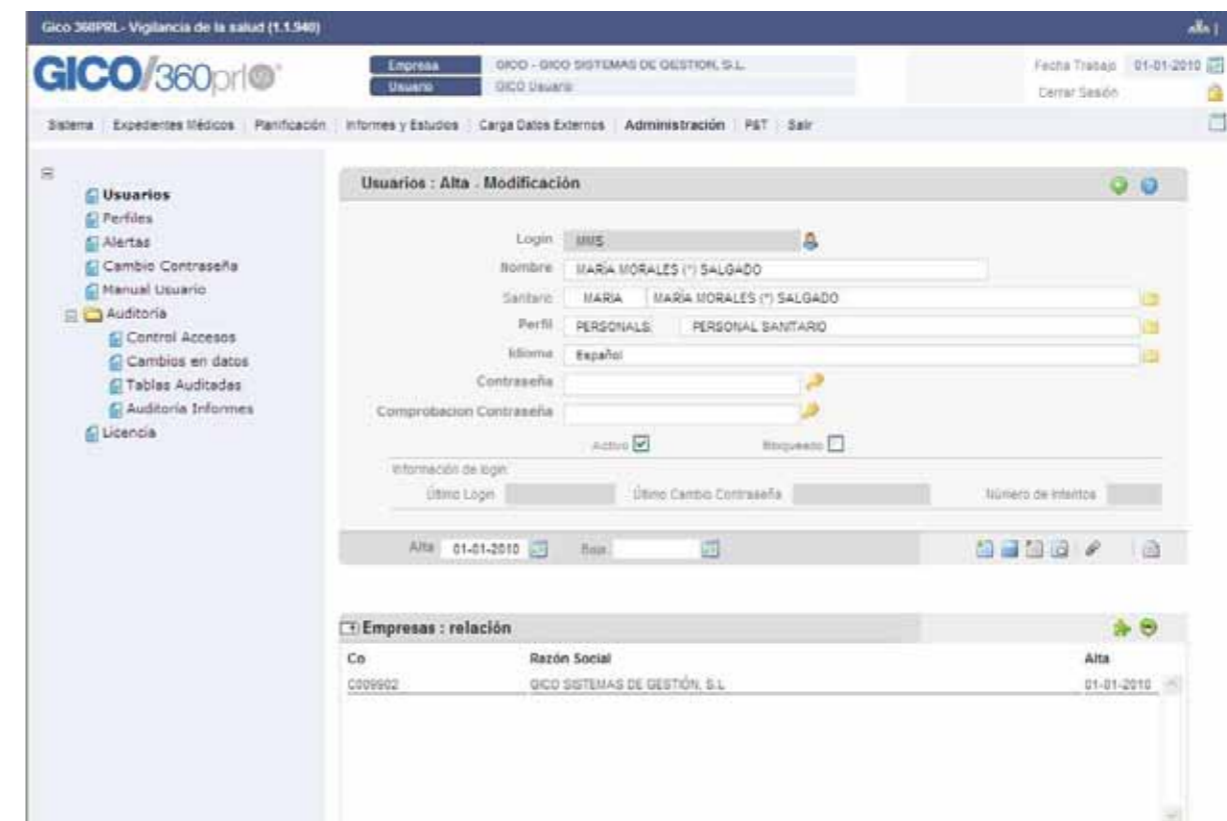 Gico 360PRL- Vigilancia de la salud (1.1.940)
GICO/360prl VS
Empresa GICO - GICO SISTEMAS DE GESTION, S.L.
Usuario GICO Usuario
Fecha Trabajo 01-01-2010
Cerrar Sesión
Sistema Expedientes Médicos Planificación Informes y Estudios Carga Datos Externos Administración P&T Salir
Usuarios
Perfiles
Alertas
Cambio Contraseña
Manual Usuario
Auditoría
Control Accesos
Cambios en datos
Tablas Auditadas
Auditoría Informes
Licencia
Usuarios : Alta - Modificación
Login
Nombre MARÍA MORALES (*) SALGADO
Sanitario MARIA MARÍA MORALES (*) SALGADO
Perfil PERSONALS PERSONAL SANITARIO
Idioma Español
Contraseña
Comprobacion Contraseña
Activo Bloqueado
Información de login
Último Login Último Cambio Contraseña Número de intentos
Alta 01-01-2010 Baja
Empresas : relación
Co Razón Social Alta
C009902 GICO SISTEMAS DE GESTIÓN, S.L. 01-01-2010